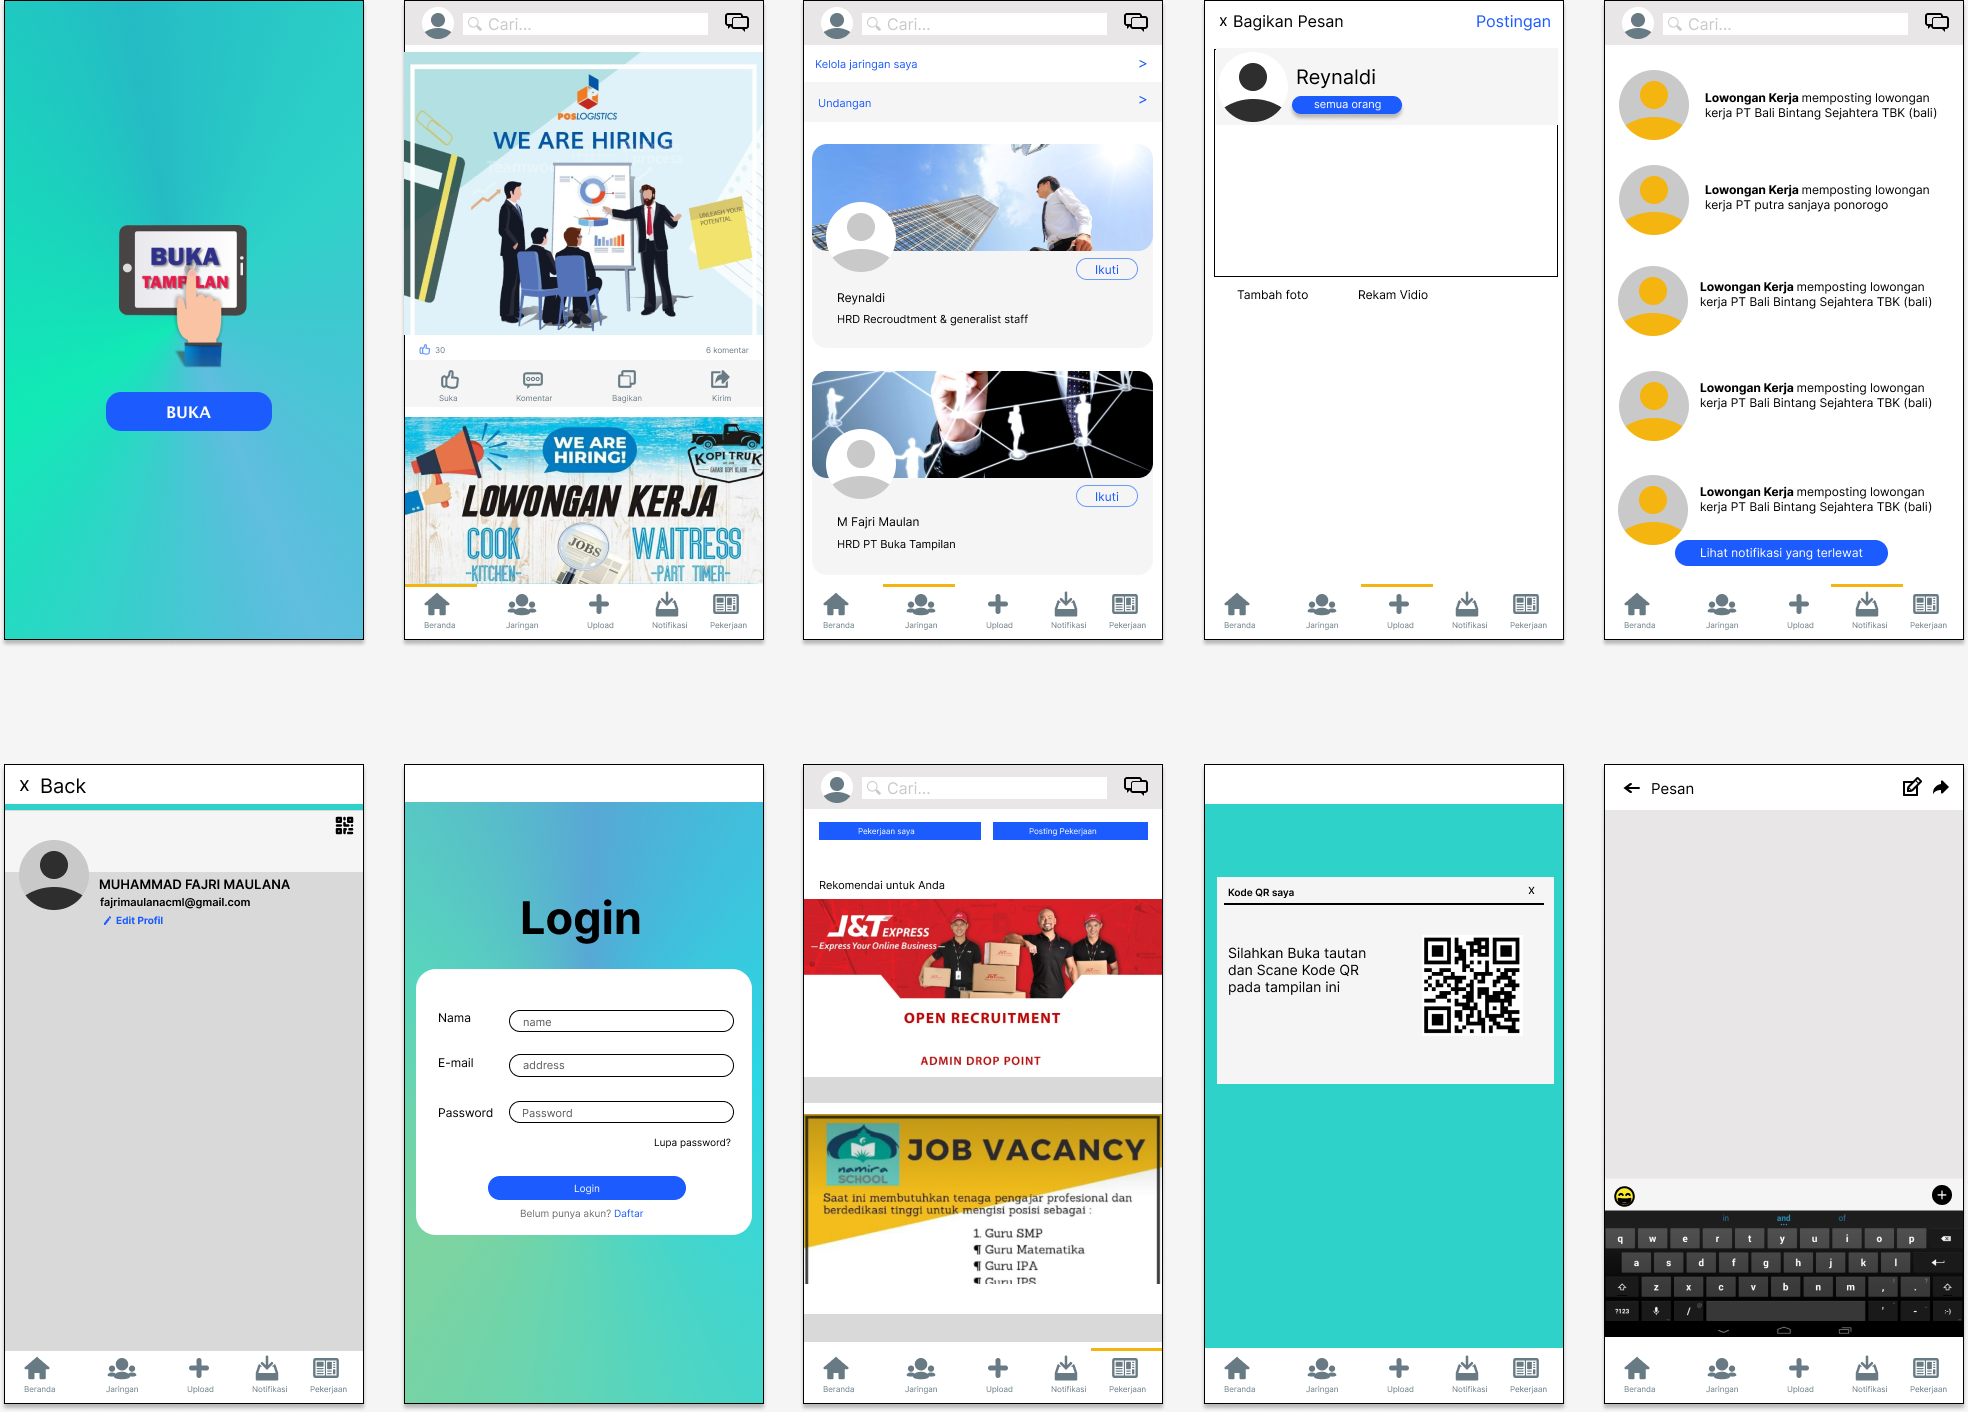 BUKA
TAMPILAN
BUKA
Cari...
POSLOGISTICS
WE ARE HIRING
UNLEASH YOUR
POTENTIAL
30
6 komentar
Suka
Komentar
Bagikan
Kirim
WE ARE
HIRING!
KOPI TRUK
LOWONGAN KERJA
COOK
-KITCHEN-
JOBS
WAITRESS
-PART TIMER-
Beranda
Jaringan
Upload
Notifikasi
Pekerjaan
Cari...
Kelola jaringan saya
>
Undangan
>
Ikuti
Reynaldi
HRD Recroudtment & generalist staff
Ikuti
M Fajri Maulan
HRD PT Buka Tampilan
Beranda
Jaringan
Upload
Notifikasi
Pekerjaan
x Bagikan Pesan
Postingan
Reynaldi
semua orang
Tambah foto
Rekam Vidio
Beranda
Jaringan
Upload
Notifikasi
Pekerjaan
Cari...
Lowongan Kerja memposting lowongan
kerja PT Bali Bintang Sejahtera TBK (bali)
Lowongan Kerja memposting lowongan
kerja PT putra sanjaya ponorogo
Lowongan Kerja memposting lowongan
kerja PT Bali Bintang Sejahtera TBK (bali)
Lowongan Kerja memposting lowongan
kerja PT Bali Bintang Sejahtera TBK (bali)
Lowongan Kerja memposting lowongan
kerja PT Bali Bintang Sejahtera TBK (bali)
Lihat notifikasi yang terlewat
Beranda
Jaringan
Upload
Notifikasi
Pekerjaan
x Back
MUHAMMAD FAJRI MAULANA
fajrimaulanacml@gmail.com
Edit Profil
Beranda
Jaringan
Upload
Notifikasi
Pekerjaan
Login
Nama
name
E-mail
address
Password
Password
Lupa password?
Login
Belum punya akun? Daftar
Cari...
Pekerjaan saya
Posting Pekerjaan
Rekomendai untuk Anda
J&T EXPRESS
Express Your Online Business
OPEN RECRUITMENT
ADMIN DROP POINT
namira
SCHOOL
JOB VACANCY
Saat ini membutuhkan tenaga pengajar profesional dan
berdedikasi tinggi untuk mengisi posisi sebagai :
1. Guru SMP
¶ Guru Matematika
¶ Guru IPA
¶ Guru IPS
Beranda
Jaringan
Upload
Notifikasi
Pekerjaan
Kode QR saya
x
Silahkan Buka tautan
dan Scane Kode QR
pada tampilan ini
Beranda
Jaringan
Upload
Notifikasi
Pekerjaan
Pesan
in and of
q w e r t y u i o p
a s d f g h j k l
z x c v b n m , .
?123 / ' - :-)
Beranda
Jaringan
Upload
Notifikasi
Pekerjaan